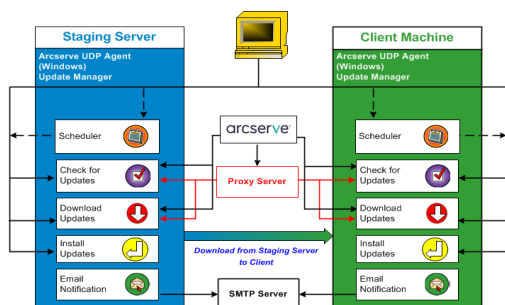 Staging Server
Arcserve UDP Agent
(Windows)
Update Manager
Scheduler
Check for
Updates
Download
Updates
Install
Updates
Email
Notification
arcserve
Proxy Server
Download from Staging Server
to Client
SMTP Server
Client Machine
Arcserve UDP Agent
(Windows)
Update Manager
Scheduler
Check for
Updates
Download
Updates
Install
Updates
Email
Notification